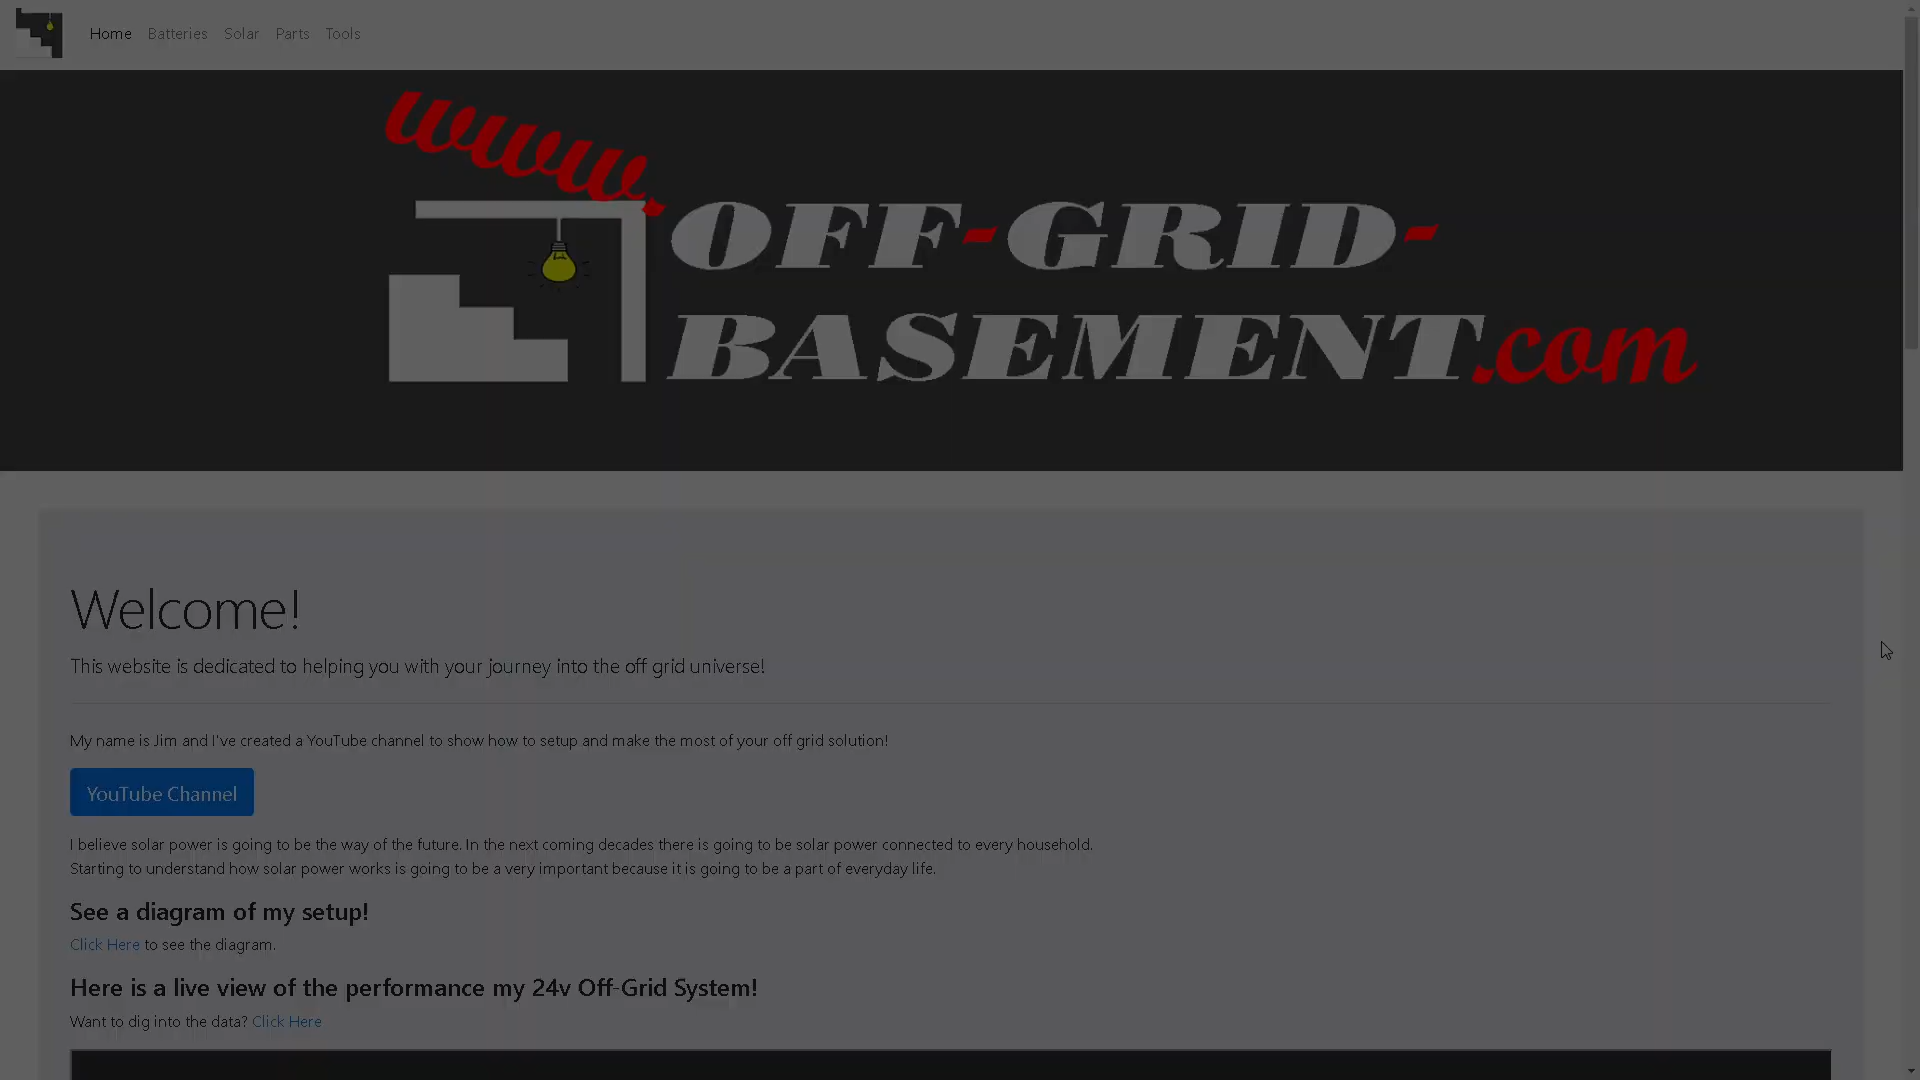 Home Batteries Solar Parts Tools
www.
OFF-GRID-
BASEMENT.com
Welcome!
This website is dedicated to helping you with your journey into the off grid universe!
My name is Jim and I've created a YouTube channel to show how to setup and make the most of your off grid solution!
YouTube Channel
I believe solar power is going to be the way of the future. In the next coming decades there is going to be solar power connected to every household.
Starting to understand how solar power works is going to be a very important because it is going to be a part of everyday life.
See a diagram of my setup!
Click Here to see the diagram.
Here is a live view of the performance my 24v Off-Grid System!
Want to dig into the data? Click Here